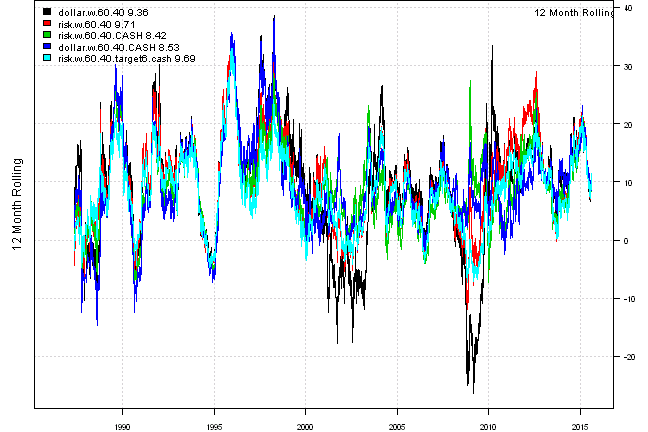 dollar.w.60.40 9.36
12 Month Rolling
risk.w.60.40 9.71
dollar.w.60.40.CASH 8.42
dollar.w.60.40.CASH 8.53
risk.w.60.40.target6.cash 9.69
12 Month Rolling
40
30
20
10
0
-10
-20
1990
1995
2000
2005
2010
2015